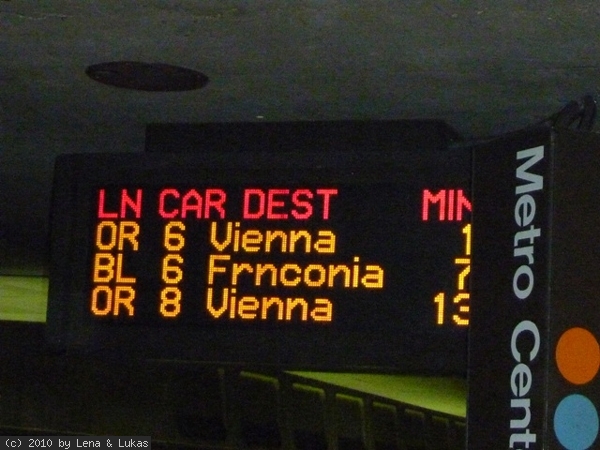 LN CAR DEST MIN
OR 6 Vienna 1
BL 6 Frnconia 7
OR 8 Vienna 13
Metro Cent
(c) 2010 by Lena & Lukas